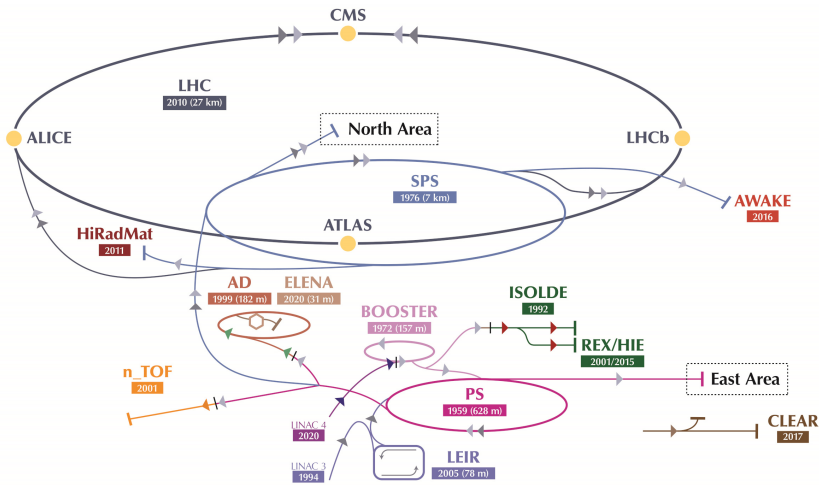 CMS
LHC
2010 (27 km)
North Area
ALICE
LHCb
SPS
1976 (7 km)
AWAKE
2016
ATLAS
HiRadMat
2011
AD
1999 (182 m)
ELENA
2020 (31 m)
ISOLDE
1992
BOOSTER
1972 (157 m)
REX/HIE
2001/2015
n_TOF
2001
East Area
PS
1959 (628 m)
CLEAR
2017
LINAC 4
2020
LINAC 3
1994
LEIR
2005 (78 m)